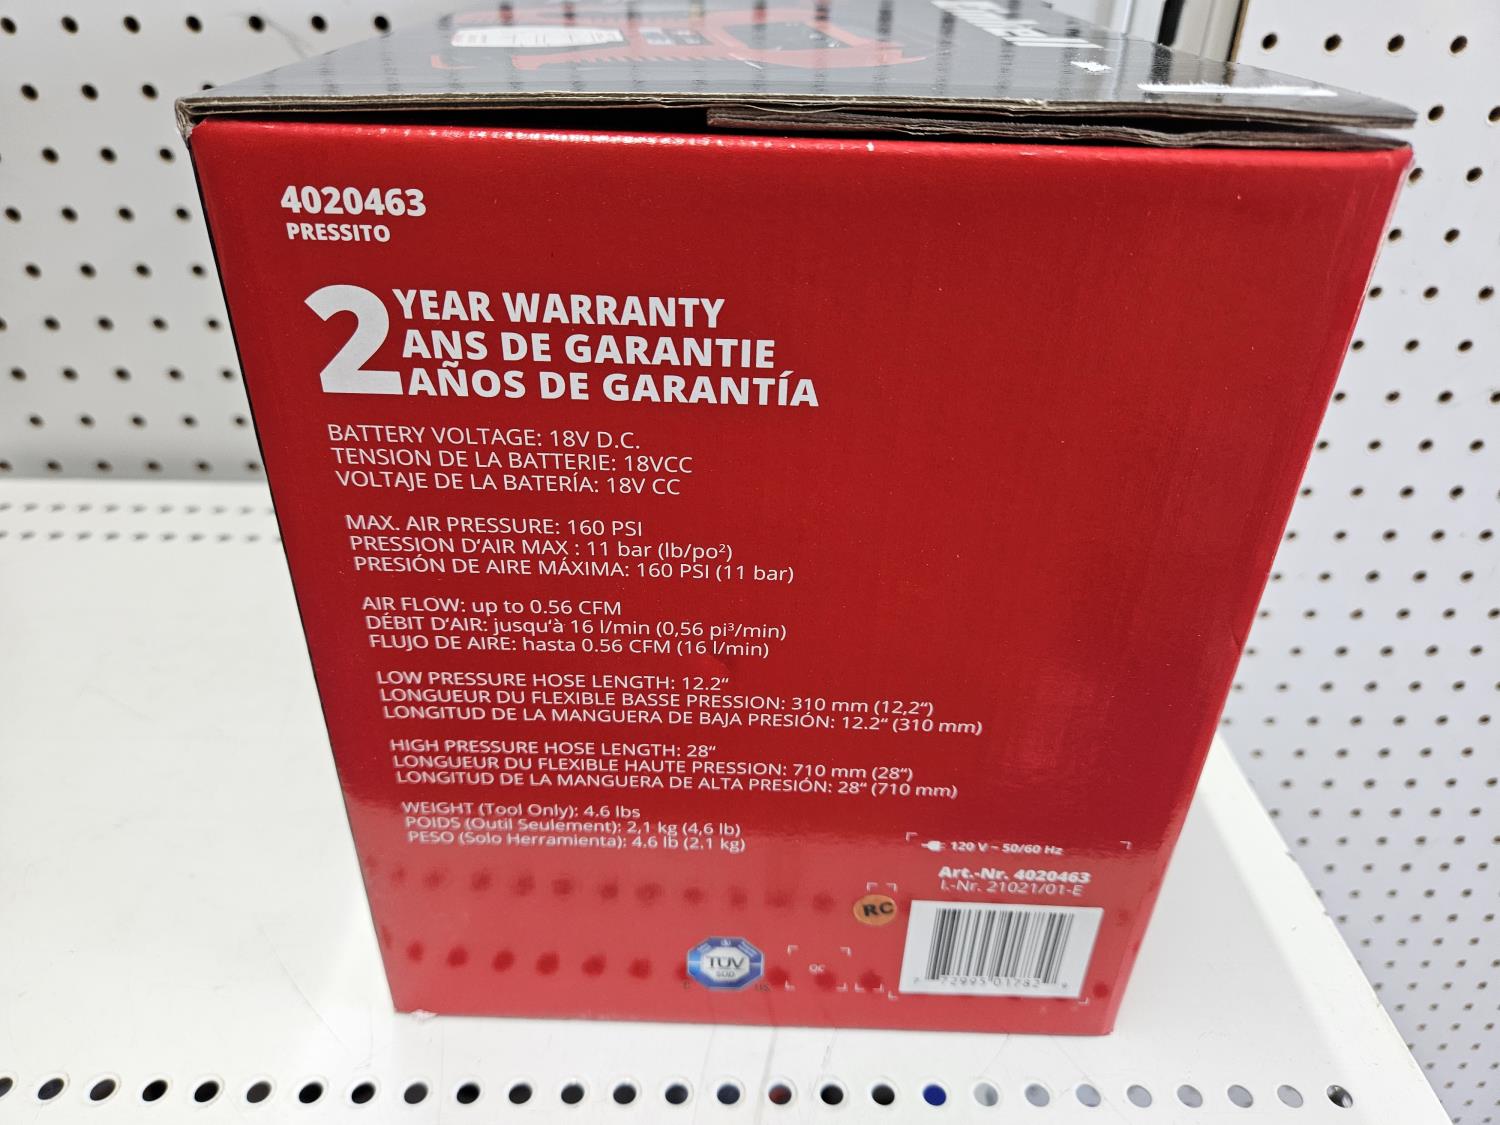 Einhell
4020463
PRESSITO
2 YEAR WARRANTY
ANS DE GARANTIE
AÑOS DE GARANTÍA
BATTERY VOLTAGE: 18V D.C.
TENSION DE LA BATTERIE: 18VCC
VOLTAJE DE LA BATERÍA: 18V CC
MAX. AIR PRESSURE: 160 PSI
PRESSION D‘AIR MAX : 11 bar (lb/po²)
PRESIÓN DE AIRE MÁXIMA: 160 PSI (11 bar)
AIR FLOW: up to 0.56 CFM
DÉBIT D‘AIR: jusqu‘à 16 l/min (0,56 pi³/min)
FLUJO DE AIRE: hasta 0.56 CFM (16 l/min)
LOW PRESSURE HOSE LENGTH: 12.2“
LONGUEUR DU FLEXIBLE BASSE PRESSION: 310 mm (12,2“)
LONGITUD DE LA MANGUERA DE BAJA PRESIÓN: 12.2“ (310 mm)
HIGH PRESSURE HOSE LENGTH: 28“
LONGUEUR DU FLEXIBLE HAUTE PRESSION: 710 mm (28“)
LONGITUD DE LA MANGUERA DE ALTA PRESIÓN: 28“ (710 mm)
WEIGHT (Tool Only): 4.6 lbs
POIDS (Outil Seulement): 2,1 kg (4,6 lb)
PESO (Solo Herramienta): 4.6 lb (2.1 kg)
120 V ~ 50/60 Hz
Art.-Nr. 4020463
I.-Nr. 21021/01-E
RC
TÜV
SÜD
C US
QC
7 72995 01782 9